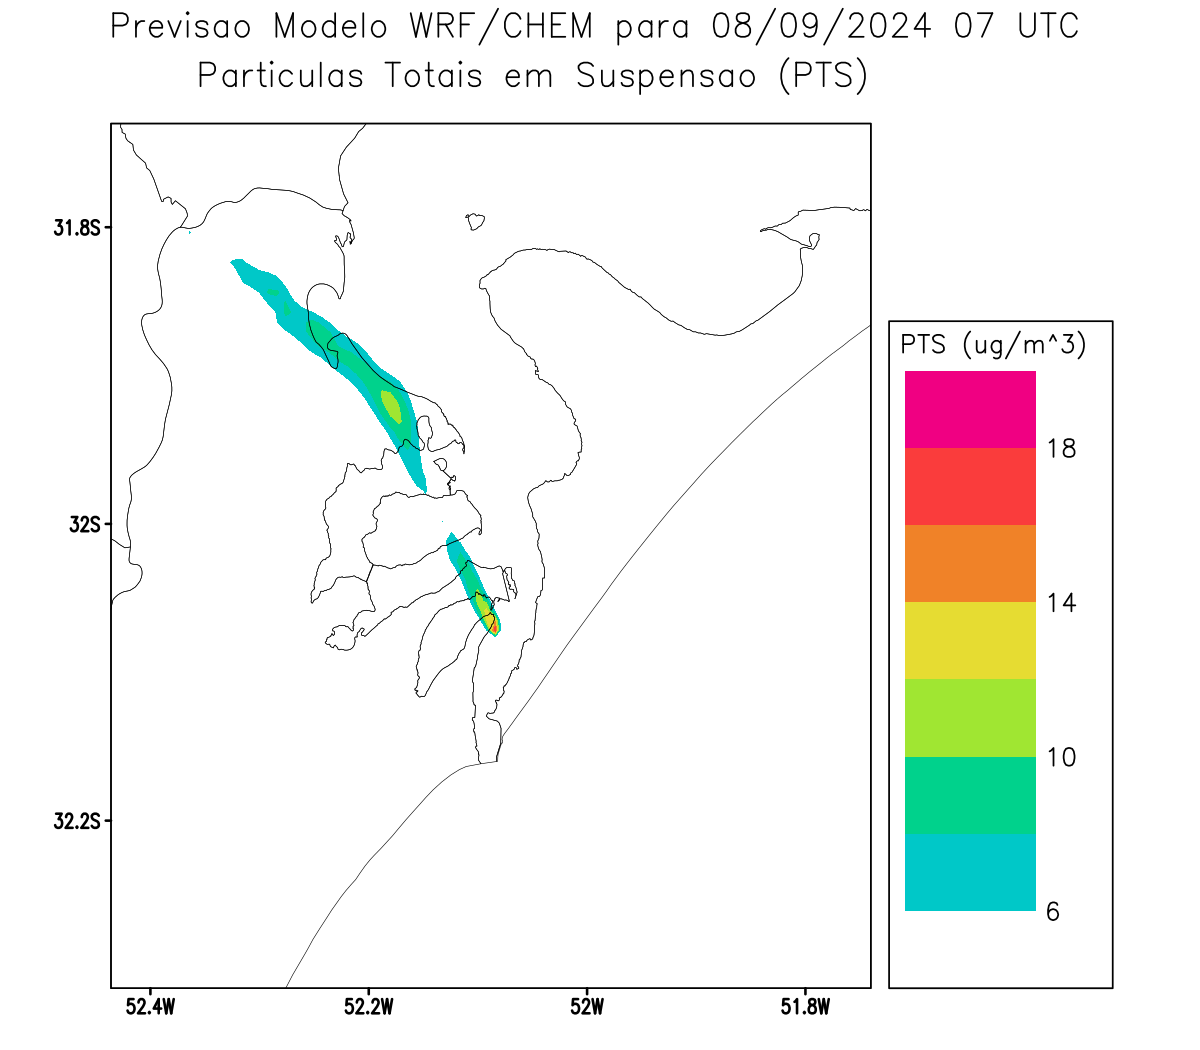 Previsao Modelo WRF/CHEM para 08/09/2024 07 UTC
Particulas Totais em Suspensao (PTS)
31.8S
32S
32.2S
52.4W
52.2W
52W
51.8W
PTS (ug/m^3)
18
14
10
6